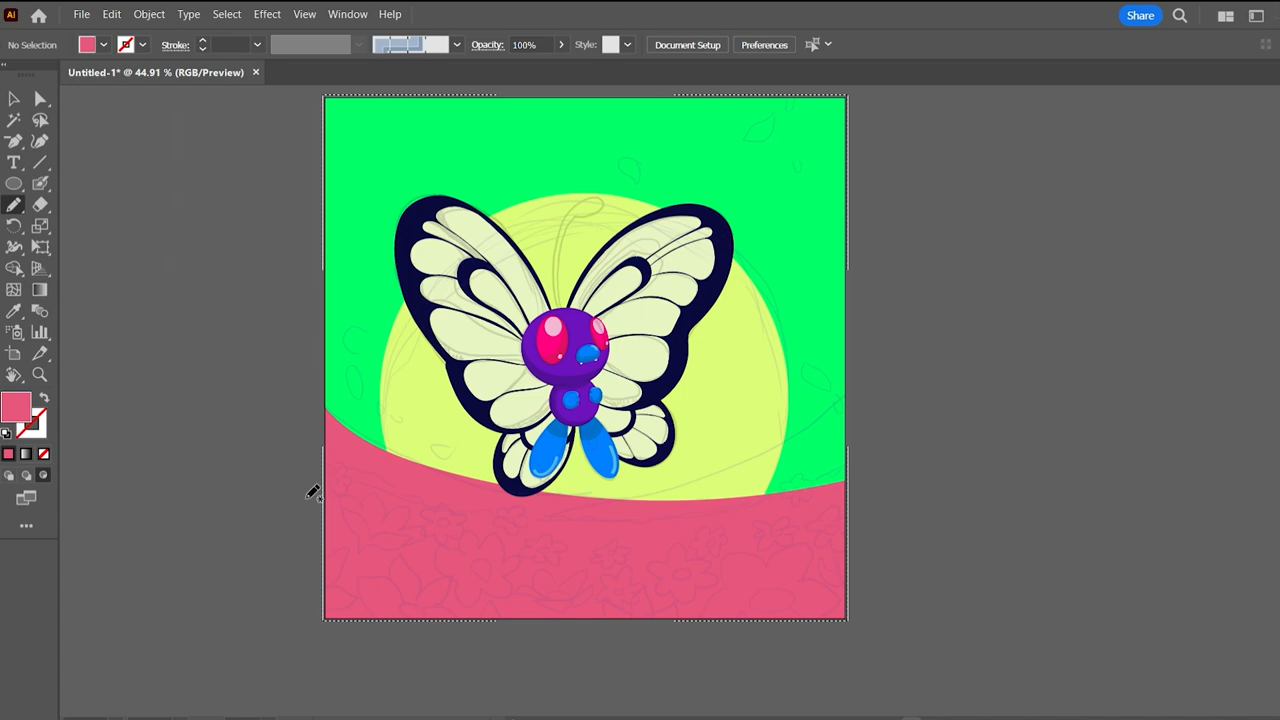 Ai File Edit Object Type Select Effect View Window Help Share
No Selection Stroke: Opacity: 100% Style: Document Setup Preferences
Untitled-1* @ 44.91 % (RGB/Preview) ×
T